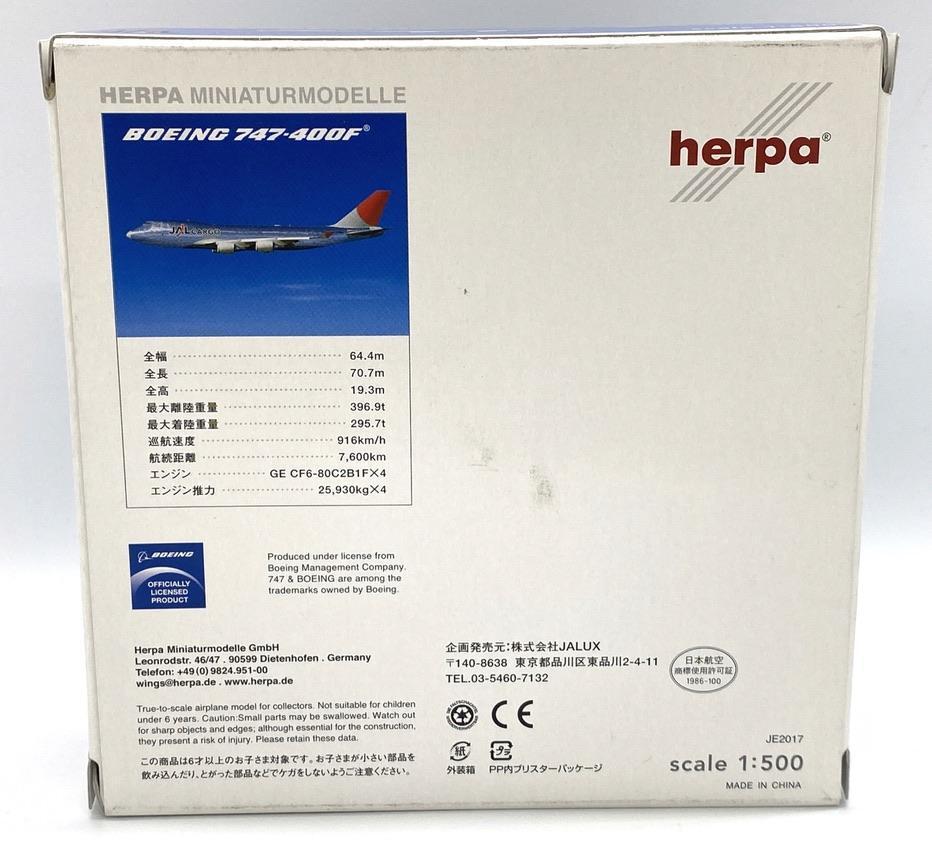 HERPA MINIATURMODELLE
BOEING 747-400F®
JAL CARGO
herpa®
全幅 64.4m
全長 70.7m
全高 19.3m
最大離陸重量 396.9t
最大着陸重量 295.7t
巡航速度 916km/h
航続距離 7,600km
エンジン GE CF6-80C2B1F×4
エンジン推力 25,930kg×4
BOEING
OFFICIALLY
LICENSED
PRODUCT
Produced under license from
Boeing Management Company.
747 & BOEING are among the
trademarks owned by Boeing.
Herpa Miniaturmodelle GmbH
Leonrodstr. 46/47 . 90599 Dietenhofen . Germany
Telefon: +49(0)9824.951-00
wings@herpa.de . www.herpa.de
True-to-scale airplane model for collectors. Not suitable for children
under 6 years. Caution:Small parts may be swallowed. Watch out
for sharp objects and edges; although essential for the construction,
they present a risk of injury. Please retain these data.
この商品は6才以上のお子さま対象です。お子さまが小さい部品を
飲み込んだり、とがった部品などでケガをしないようご注意ください。
企画発売元:株式会社JALUX
〒140-8638 東京都品川区東品川2-4-11
TEL.03-5460-7132
日本航空
商標使用許可証
1986-100
CE
紙
プラ
外装箱
PP内ブリスターパッケージ
JE2017
scale 1:500
MADE IN CHINA